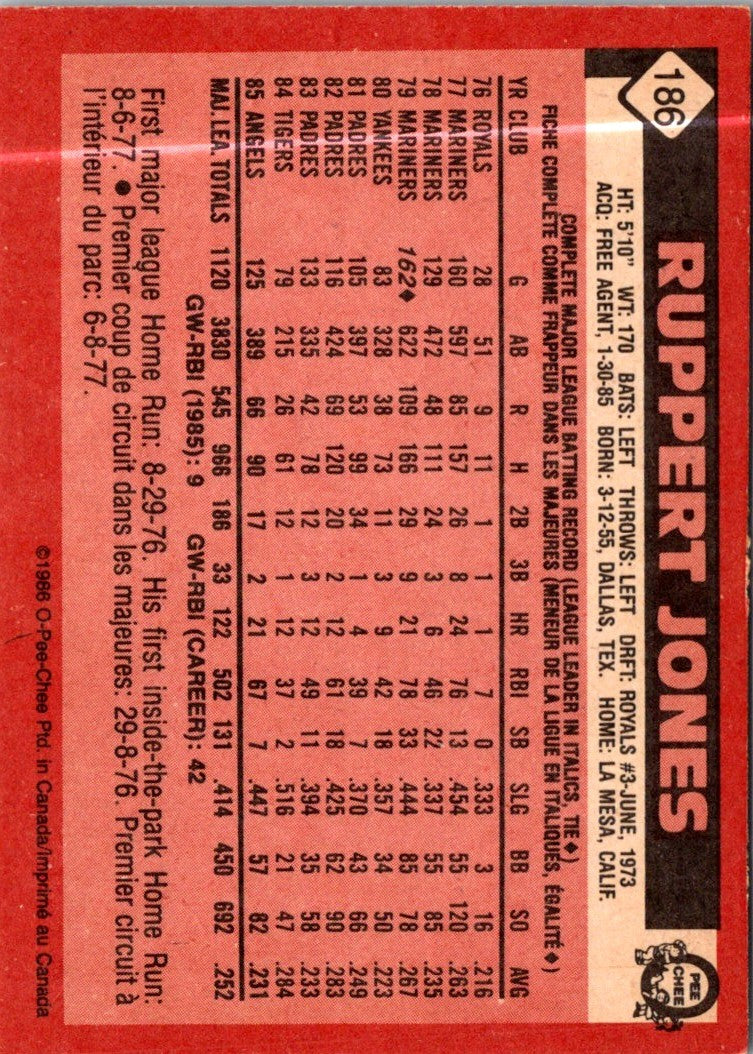 186
RUPPERT JONES
PEE
CHEE
HT: 5'10" WT: 170 BATS: LEFT THROWS: LEFT DRFT: ROYALS #3-JUNE, 1973
ACQ: FREE AGENT, 1-30-85 BORN: 3-12-55, DALLAS, TEX. HOME: LA MESA, CALIF.
COMPLETE MAJOR LEAGUE BATTING RECORD (LEAGUE LEADER IN ITALICS, TIE ♦)
FICHE COMPLÈTE COMME FRAPPEUR DANS LES MAJEURES (MENEUR DE LA LIGUE EN ITALIQUES, ÉGALITÉ ♦)
YR CLUB G AB R H 2B 3B HR RBI SB SLG BB SO AVG
76 ROYALS 28 51 9 11 1 1 1 7 0 .333 3 16 .216
77 MARINERS 160 597 85 157 26 8 24 76 13 .454 55 120 .263
78 MARINERS 129 472 48 111 24 3 6 46 22 .337 55 85 .235
79 MARINERS 162♦ 622 109 166 29 9 21 78 33 .444 85 78 .267
80 YANKEES 83 328 38 73 11 3 9 42 18 .357 34 50 .223
81 PADRES 105 397 53 99 34 1 4 39 7 .370 43 66 .249
82 PADRES 116 424 69 120 20 2 12 61 18 .425 62 90 .283
83 PADRES 133 335 42 78 12 3 12 49 11 .394 35 58 .233
84 TIGERS 79 215 26 61 12 1 12 37 2 .516 21 47 .284
85 ANGELS 125 389 66 90 17 2 21 67 7 .447 57 82 .231
MAJ. LEA. TOTALS 1120 3830 545 966 186 33 122 502 131 .414 450 692 .252
GW-RBI (1985): 9 GW-RBI (CAREER): 42
First major league Home Run: 8-29-76. His first inside-the-park Home Run:
8-6-77. ● Premier coup de circuit dans les majeures: 29-8-76. Premier circuit à
l'intérieur du parc: 6-8-77.
©1986 O-Pee-Chee Ptd. in Canada/Imprimé au Canada